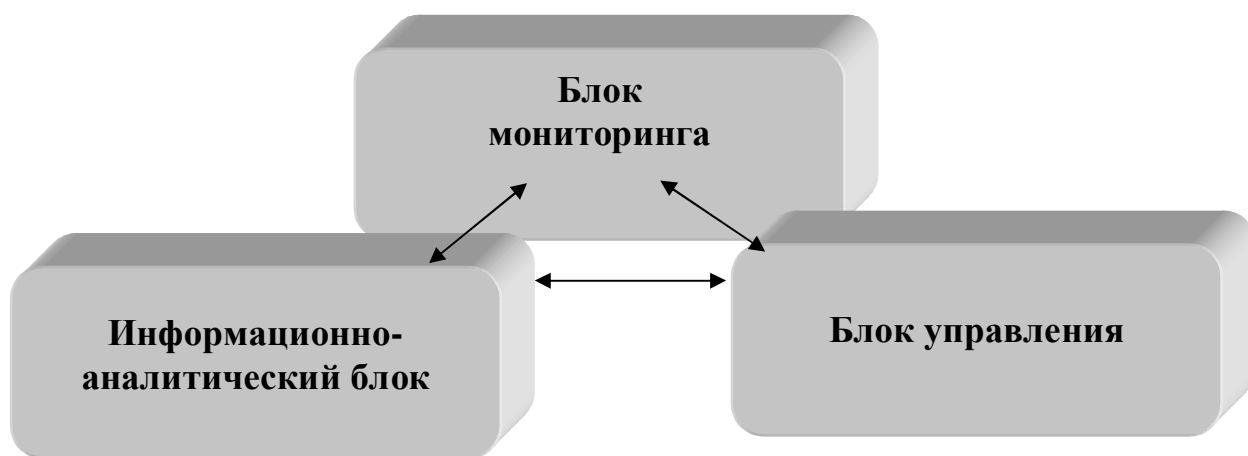 Блок
мониторинга
Информационно-
аналитический блок
Блок управления